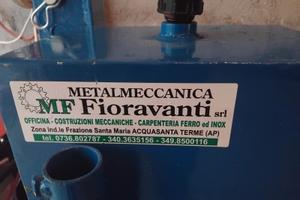 METALMECCANICA
MF Fioravanti srl
OFFICINA - COSTRUZIONI MECCANICHE - CARPENTERIA FERRO ed INOX
Zona ind.le Frazione Santa Maria ACQUASANTA TERME (AP)
tel. 0736.802787 - 340.3635156 - 349.8500116